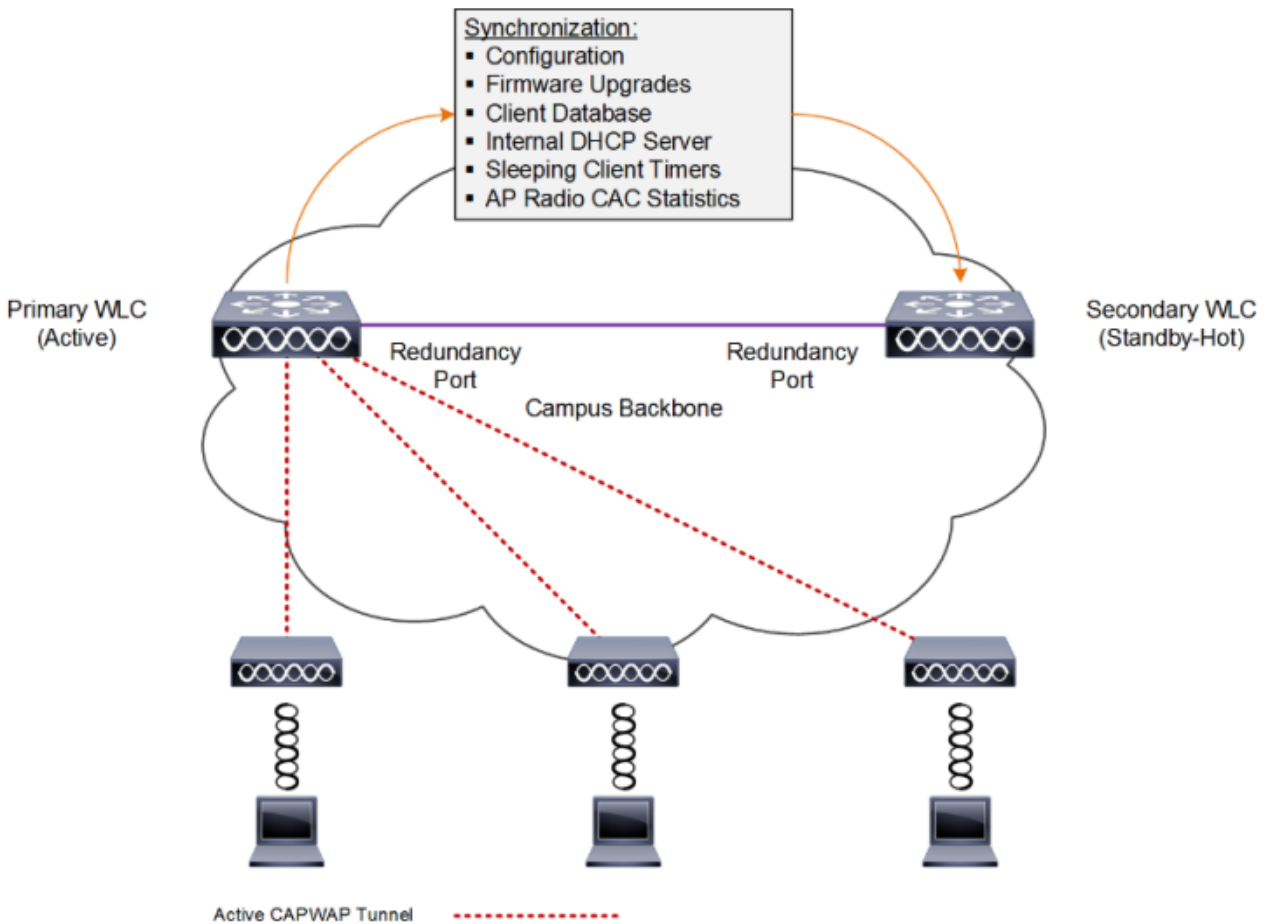 Synchronization:
▪ Configuration
▪ Firmware Upgrades
▪ Client Database
▪ Internal DHCP Server
▪ Sleeping Client Timers
▪ AP Radio CAC Statistics
Primary WLC
(Active)
Secondary WLC
(Standby-Hot)
Redundancy
Port
Redundancy
Port
Campus Backbone
Active CAPWAP Tunnel